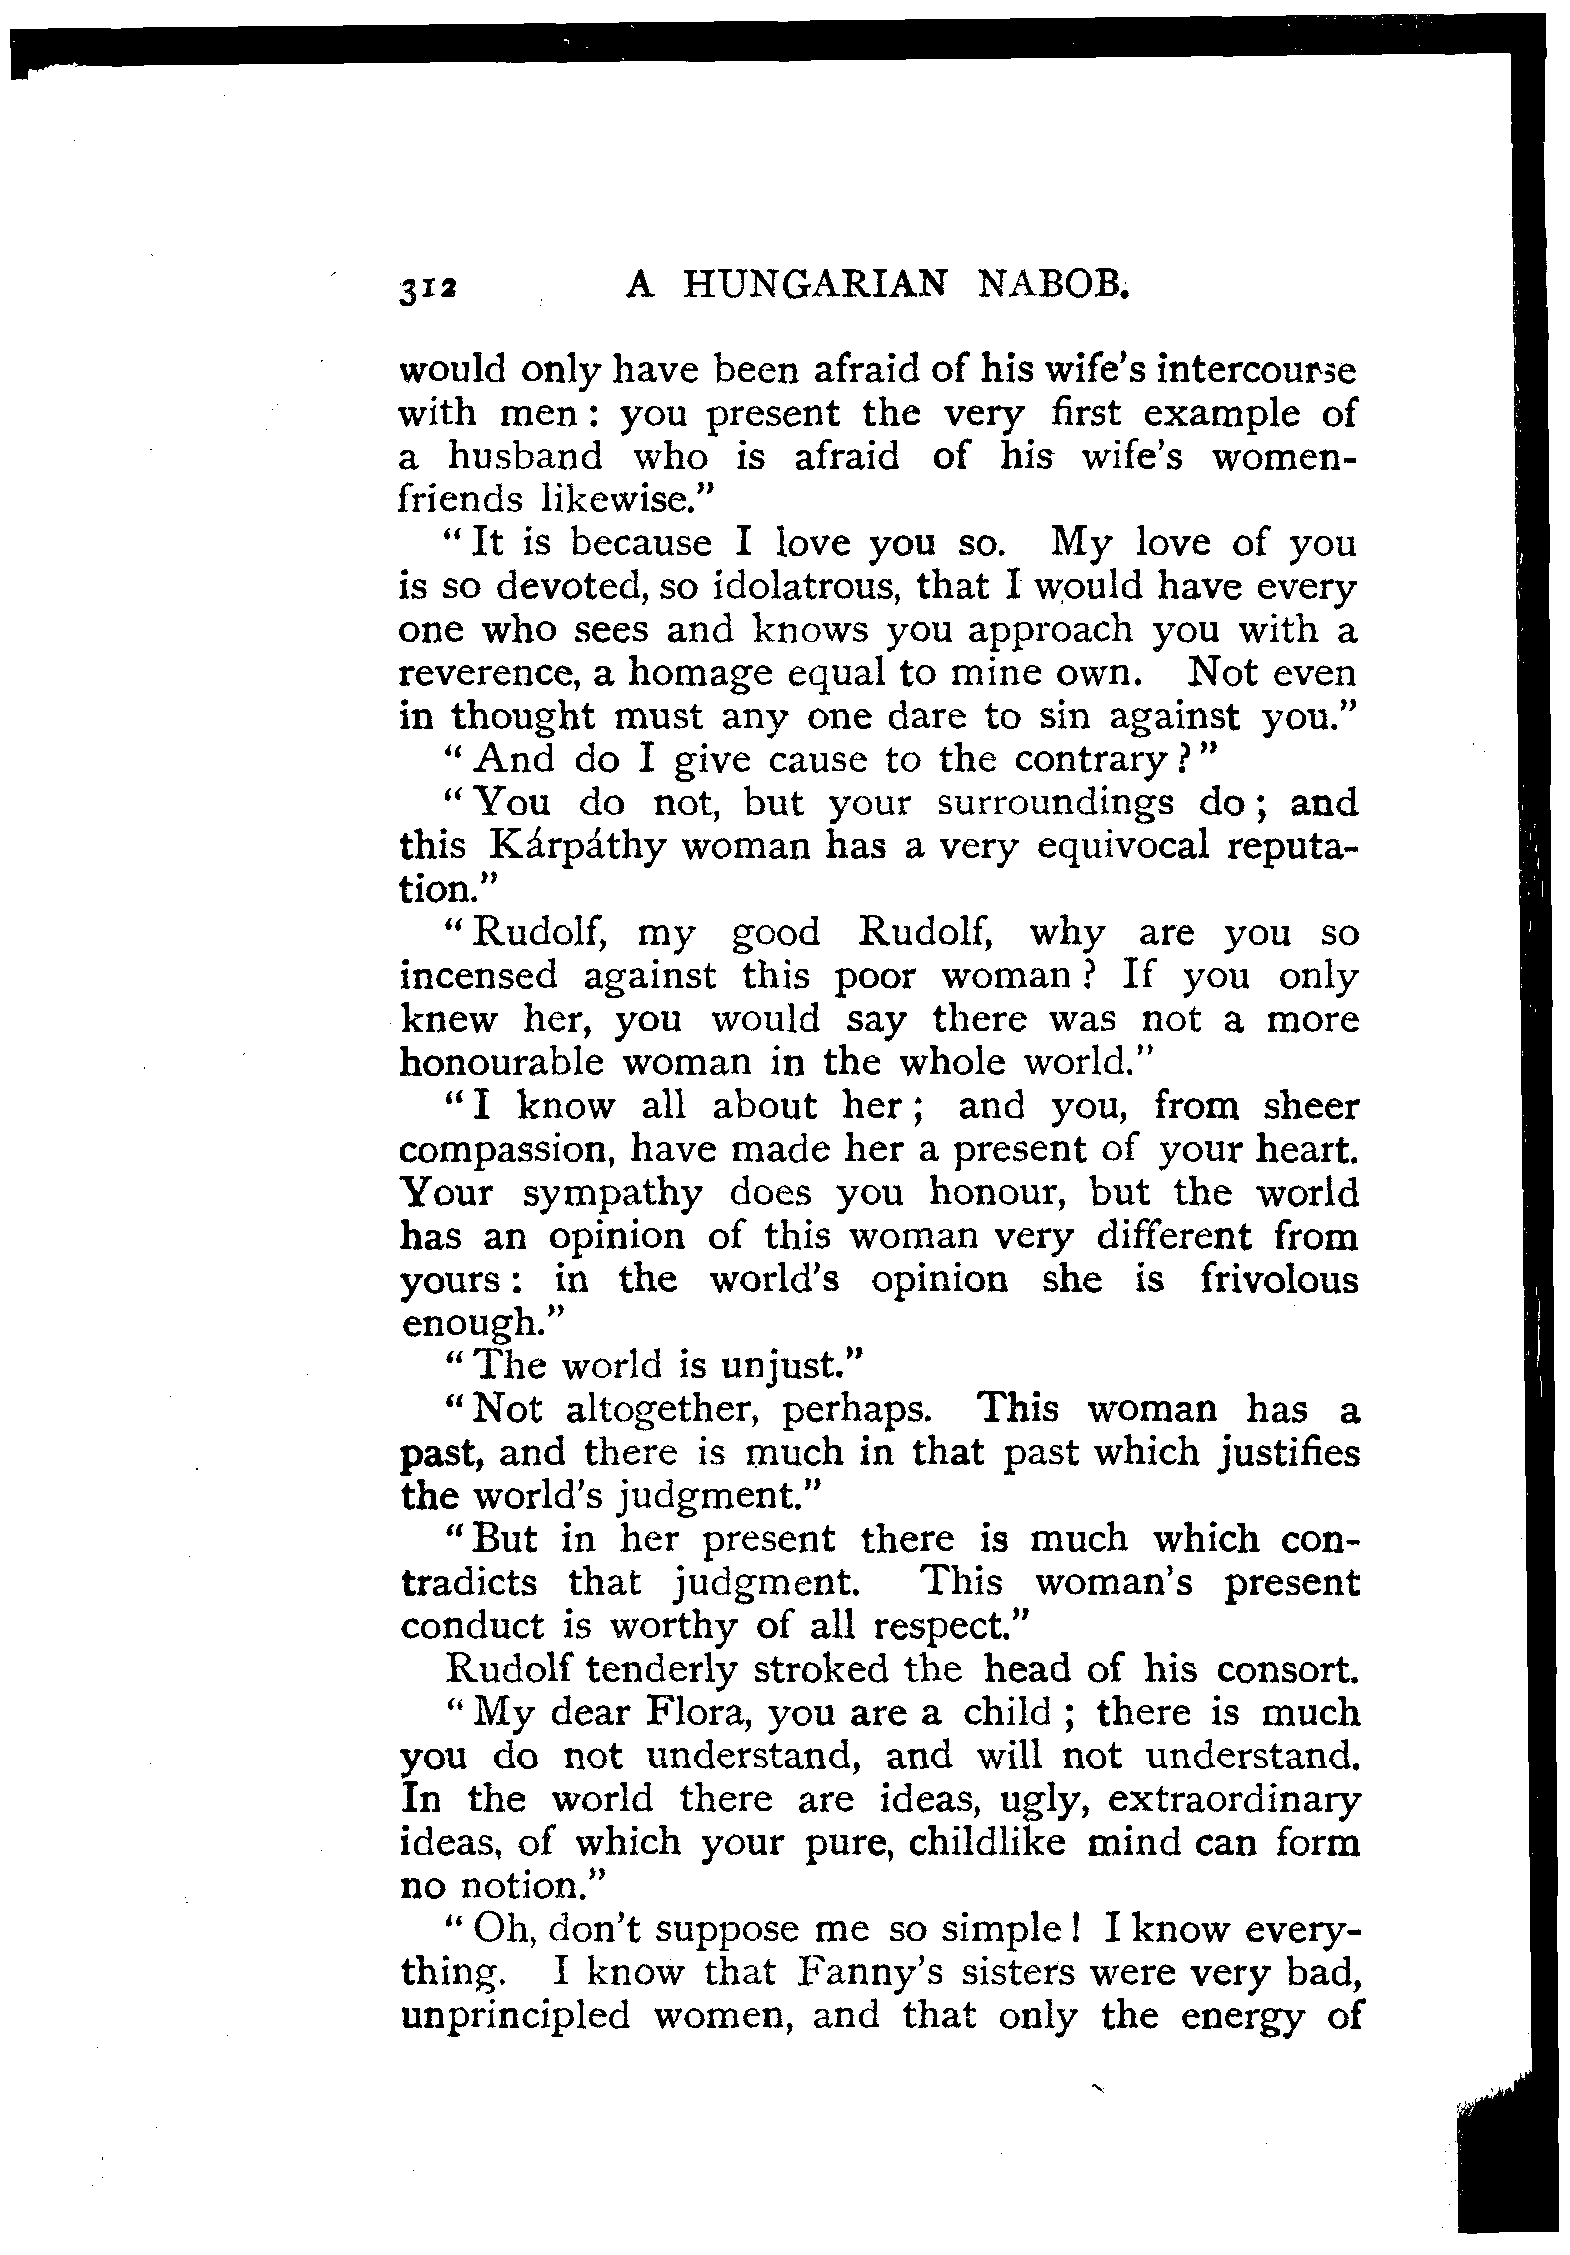 312 A HUNGARIAN NABOB.
would only have been afraid of his wife's intercourse
with men : you present the very first example of
a husband who is afraid of his wife's women-
friends likewise."
"It is because I love you so. My love of you
is so devoted, so idolatrous, that I would have every
one who sees and knows you approach you with a
reverence, a homage equal to mine own. Not even
in thought must any one dare to sin against you."
"And do I give cause to the contrary ?"
"You do not, but your surroundings do ; and
this Kárpáthy woman has a very equivocal reputa-
tion."
"Rudolf, my good Rudolf, why are you so
incensed against this poor woman ? If you only
knew her, you would say there was not a more
honourable woman in the whole world."
"I know all about her ; and you, from sheer
compassion, have made her a present of your heart.
Your sympathy does you honour, but the world
has an opinion of this woman very different from
yours : in the world's opinion she is frivolous
enough."
"The world is unjust."
"Not altogether, perhaps. This woman has a
past, and there is much in that past which justifies
the world's judgment."
"But in her present there is much which con-
tradicts that judgment. This woman's present
conduct is worthy of all respect."
Rudolf tenderly stroked the head of his consort.
"My dear Flora, you are a child ; there is much
you do not understand, and will not understand.
In the world there are ideas, ugly, extraordinary
ideas, of which your pure, childlike mind can form
no notion."
"Oh, don't suppose me so simple ! I know every-
thing. I know that Fanny's sisters were very bad,
unprincipled women, and that only the energy of